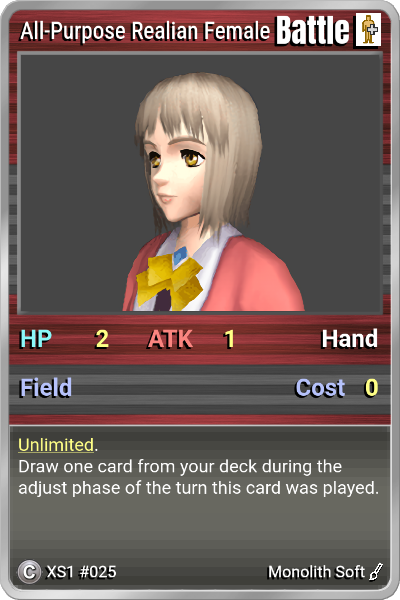 All-Purpose Realian Female Battle
HP 2 ATK 1 Hand
Field Cost 0
Unlimited.
Draw one card from your deck during the
adjust phase of the turn this card was played.
C XS1 #025 Monolith Soft